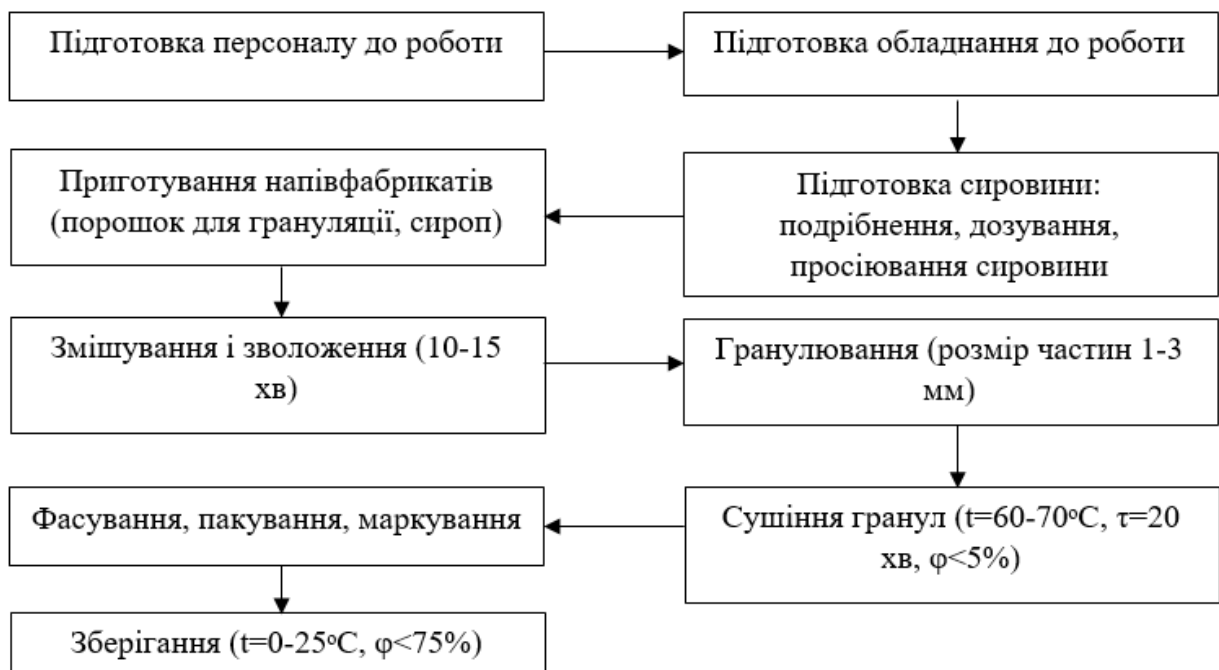 Підготовка персоналу до роботи
Підготовка обладнання до роботи
Підготовка сировини:
подрібнення, дозування,
просіювання сировини
Приготування напівфабрикатів
(порошок для грануляції, сироп)
Змішування і зволоження (10-15
хв)
Гранулювання (розмір частин 1-3
мм)
Сушіння гранул (t=60-70°С, τ=20
хв, φ<5%)
Фасування, пакування, маркування
Зберігання (t=0-25°С, φ<75%)